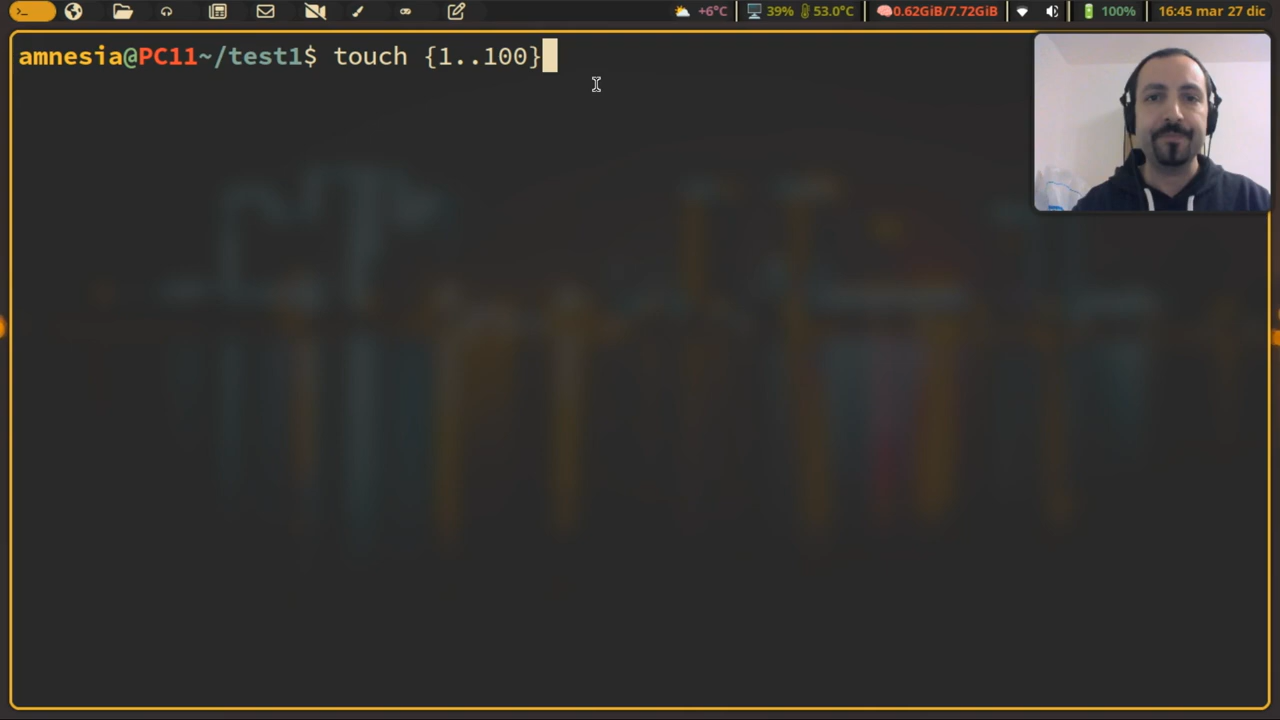 +6°C 39% 53.0°C 0.62GiB/7.72GiB 100% 16:45 mar 27 dic
amnesia@PC11~/test1$ touch {1..100}